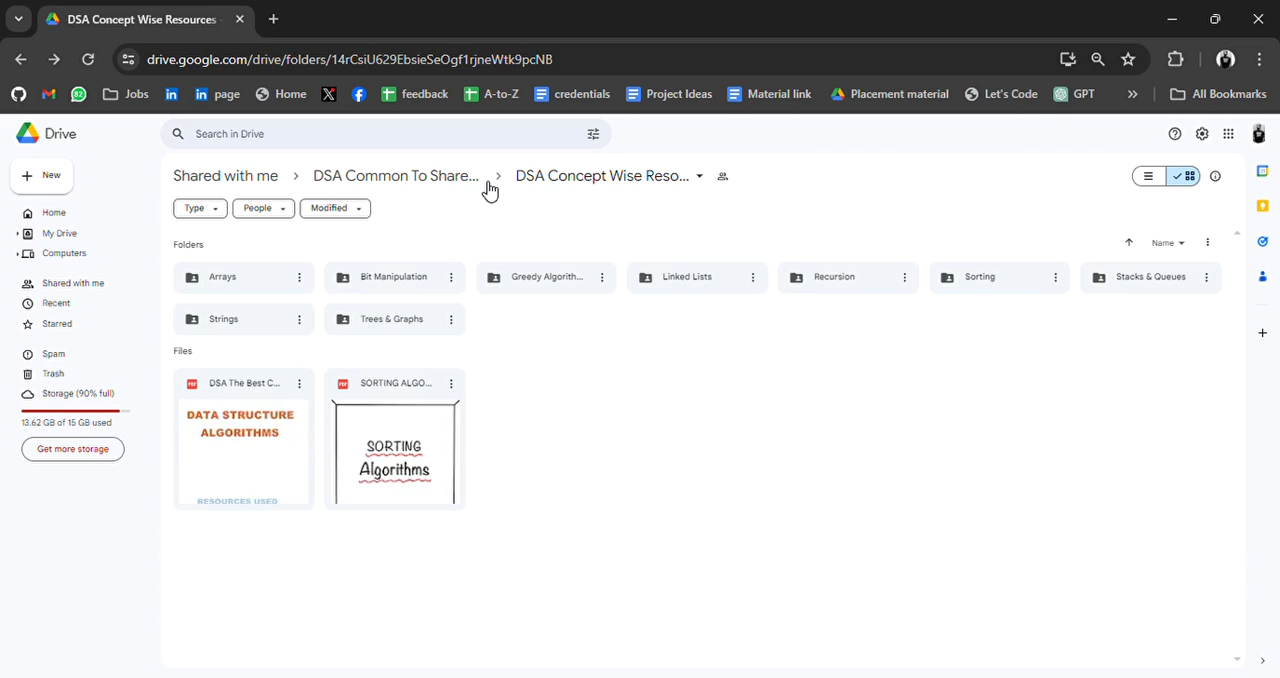 DSA Concept Wise Resources
drive.google.com/drive/folders/14rCsiU629EbsieSeOgf1rjneWtk9pcNB
82 Jobs in in page Home X feedback A-to-Z credentials Project Ideas Material link Placement material Let's Code GPT » All Bookmarks
Drive
Search in Drive
New
Shared with me > DSA Common To Share... > DSA Concept Wise Reso...
Type People Modified
Home
My Drive
Computers
Shared with me
Recent
Starred
Spam
Trash
Storage (90% full)
13.62 GB of 15 GB used
Get more storage
Folders
Name
Arrays Bit Manipulation Greedy Algorith... Linked Lists Recursion Sorting Stacks & Queues
Strings Trees & Graphs
Files
PDF DSA The Best C... PDF SORTING ALGO...
DATA STRUCTURE
ALGORITHMS
RESOURCES USED
SORTING
Algorithms